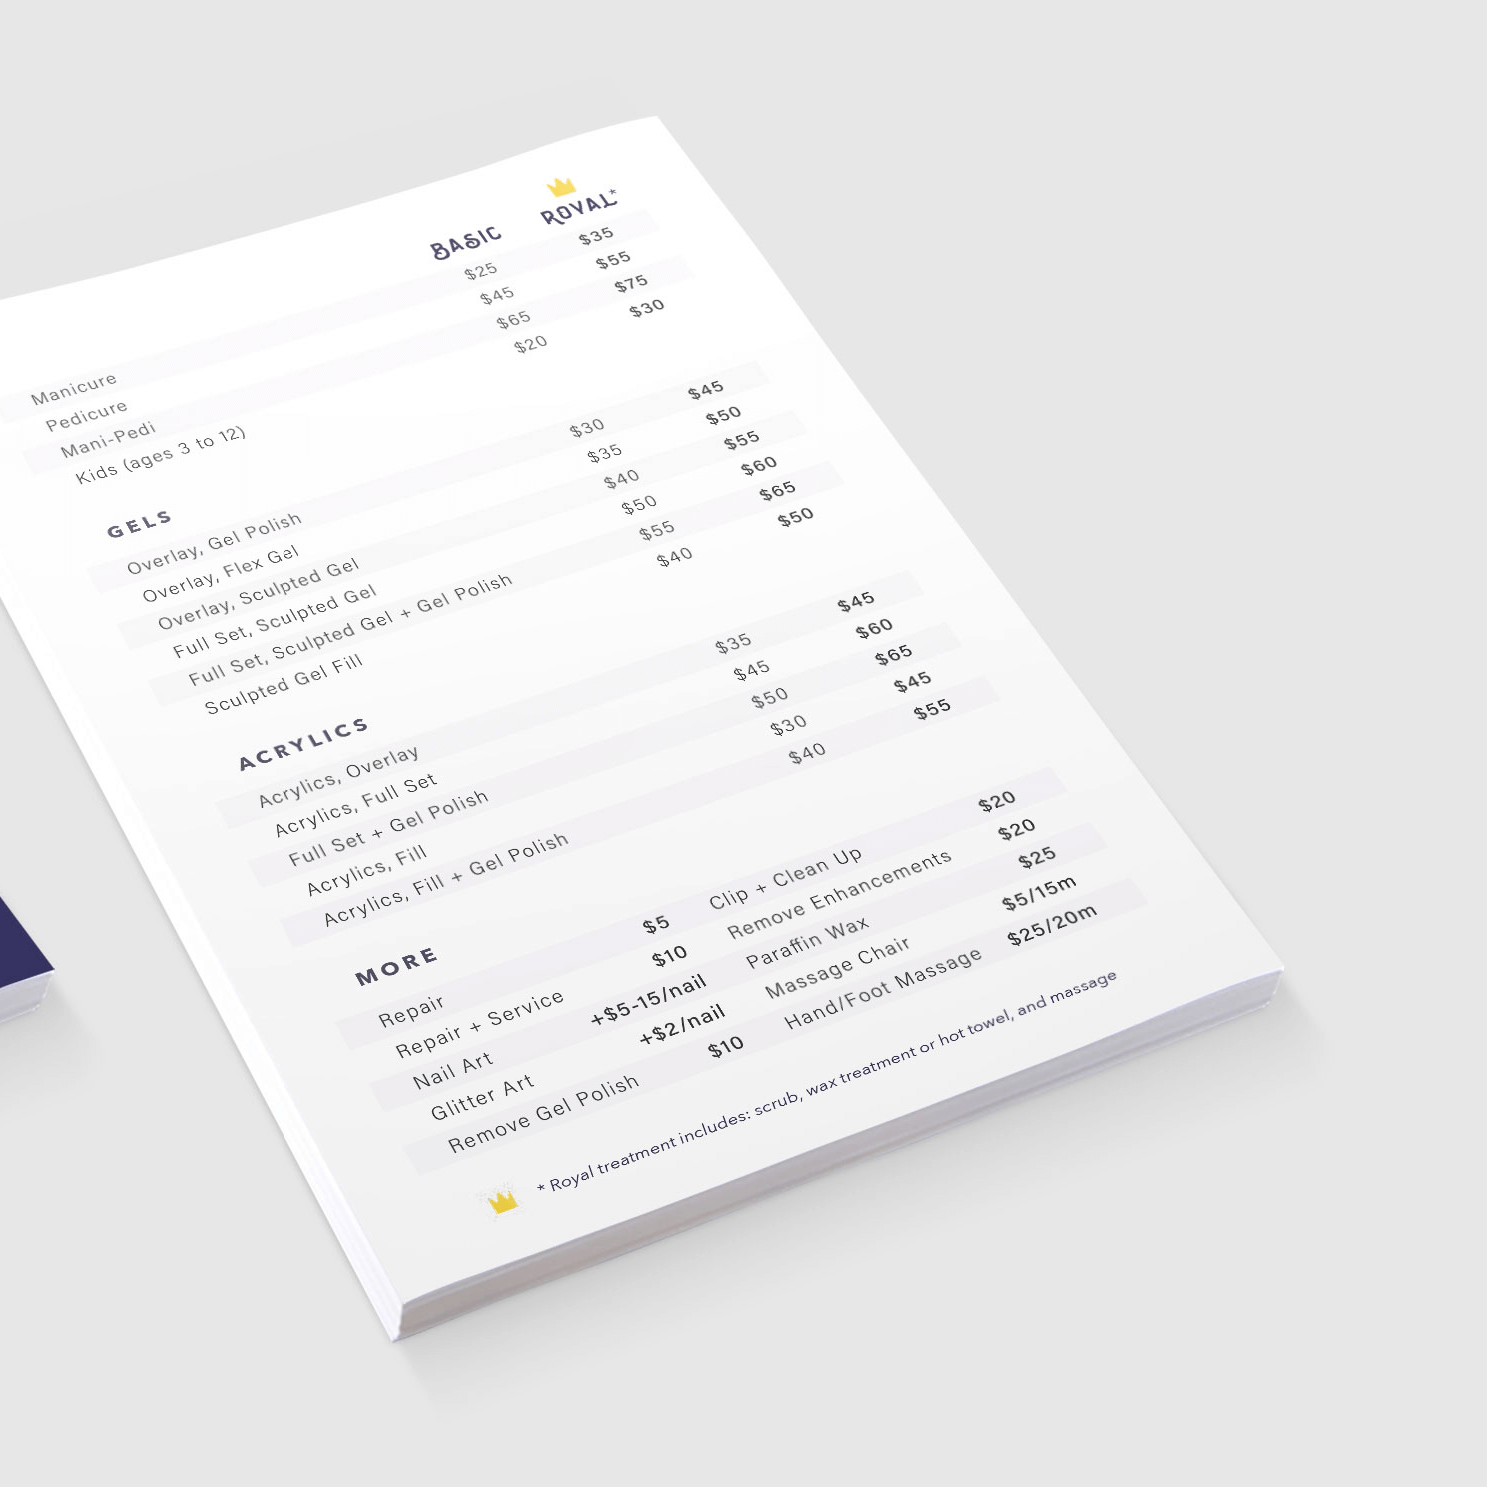 BASIC ROYAL*
Manicure $25 $35
Pedicure $45 $55
Mani-Pedi $65 $75
Kids (ages 3 to 12) $20 $30
GELS
Overlay, Gel Polish $30 $45
Overlay, Flex Gel $35 $50
Overlay, Sculpted Gel $40 $55
Full Set, Sculpted Gel $50 $60
Full Set, Sculpted Gel + Gel Polish $55 $65
Sculpted Gel Fill $40 $50
ACRYLICS
Acrylics, Overlay $35 $45
Acrylics, Full Set $45 $60
Full Set + Gel Polish $50 $65
Acrylics, Fill $30 $45
Acrylics, Fill + Gel Polish $40 $55
MORE
Repair $5 Clip + Clean Up $20
Repair + Service $10 Remove Enhancements $20
Nail Art +$5-15/nail Paraffin Wax $25
Glitter Art +$2/nail Massage Chair $5/15m
Remove Gel Polish $10 Hand/Foot Massage $25/20m
* Royal treatment includes: scrub, wax treatment or hot towel, and massage